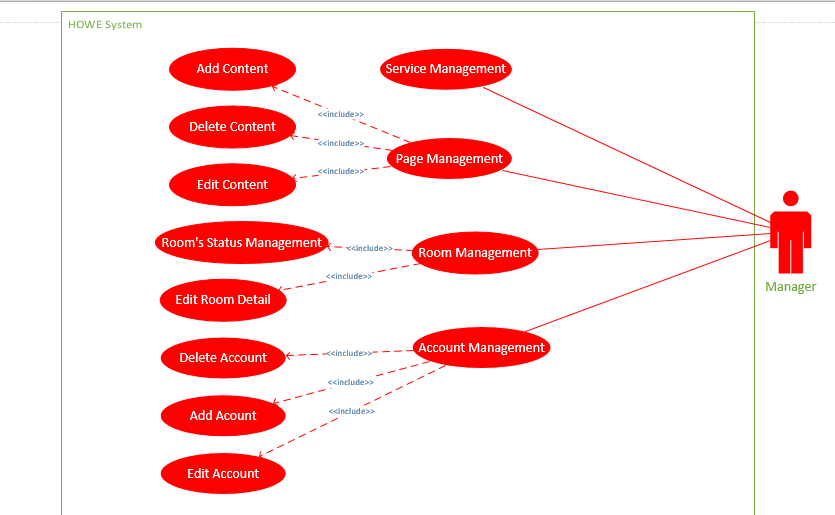 HOWE System
Add Content
Service Management
<<include>>
Delete Content
<<include>>
Page Management
<<include>>
Edit Content
Room's Status Management
<<include>>
Room Management
<<include>>
Edit Room Detail
Manager
Delete Account
<<include>>
Account Management
<<include>>
Add Acount
<<include>>
Edit Account